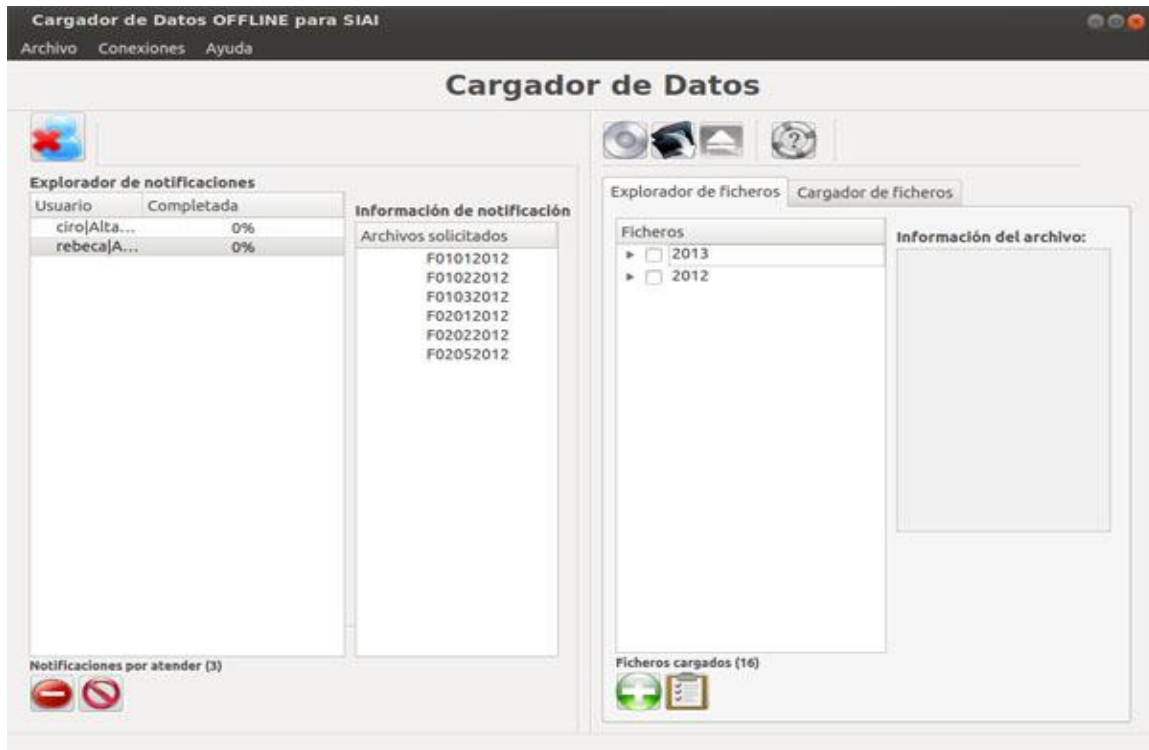 Cargador de Datos OFFLINE para SIAI
Archivo Conexiones Ayuda
Cargador de Datos
Explorador de notificaciones
Usuario Completada
ciro|Alta... 0%
rebeca|A... 0%
Información de notificación
Archivos solicitados
F01012012
F01022012
F01032012
F02012012
F02022012
F02052012
Notificaciones por atender (3)
Explorador de ficheros Cargador de ficheros
Ficheros
2013
2012
Información del archivo:
Ficheros cargados (16)